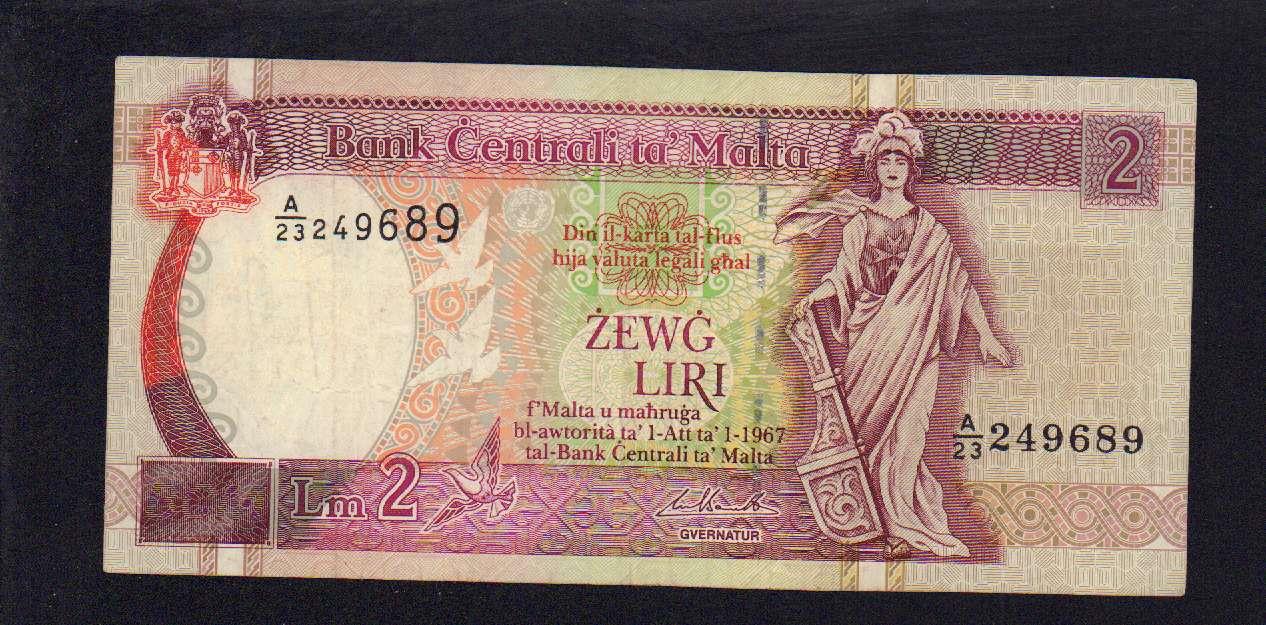 Bank Ċentrali ta' Malta
2
A/23 249689
Din il-karta tal-flus
hija valuta legali għal
ŻEWĠ
LIRI
f'Malta u maħruġa
bl-awtorità ta' l-Att ta' l-1967
tal-Bank Ċentrali ta' Malta
A/23 249689
Lm 2
GVERNATUR